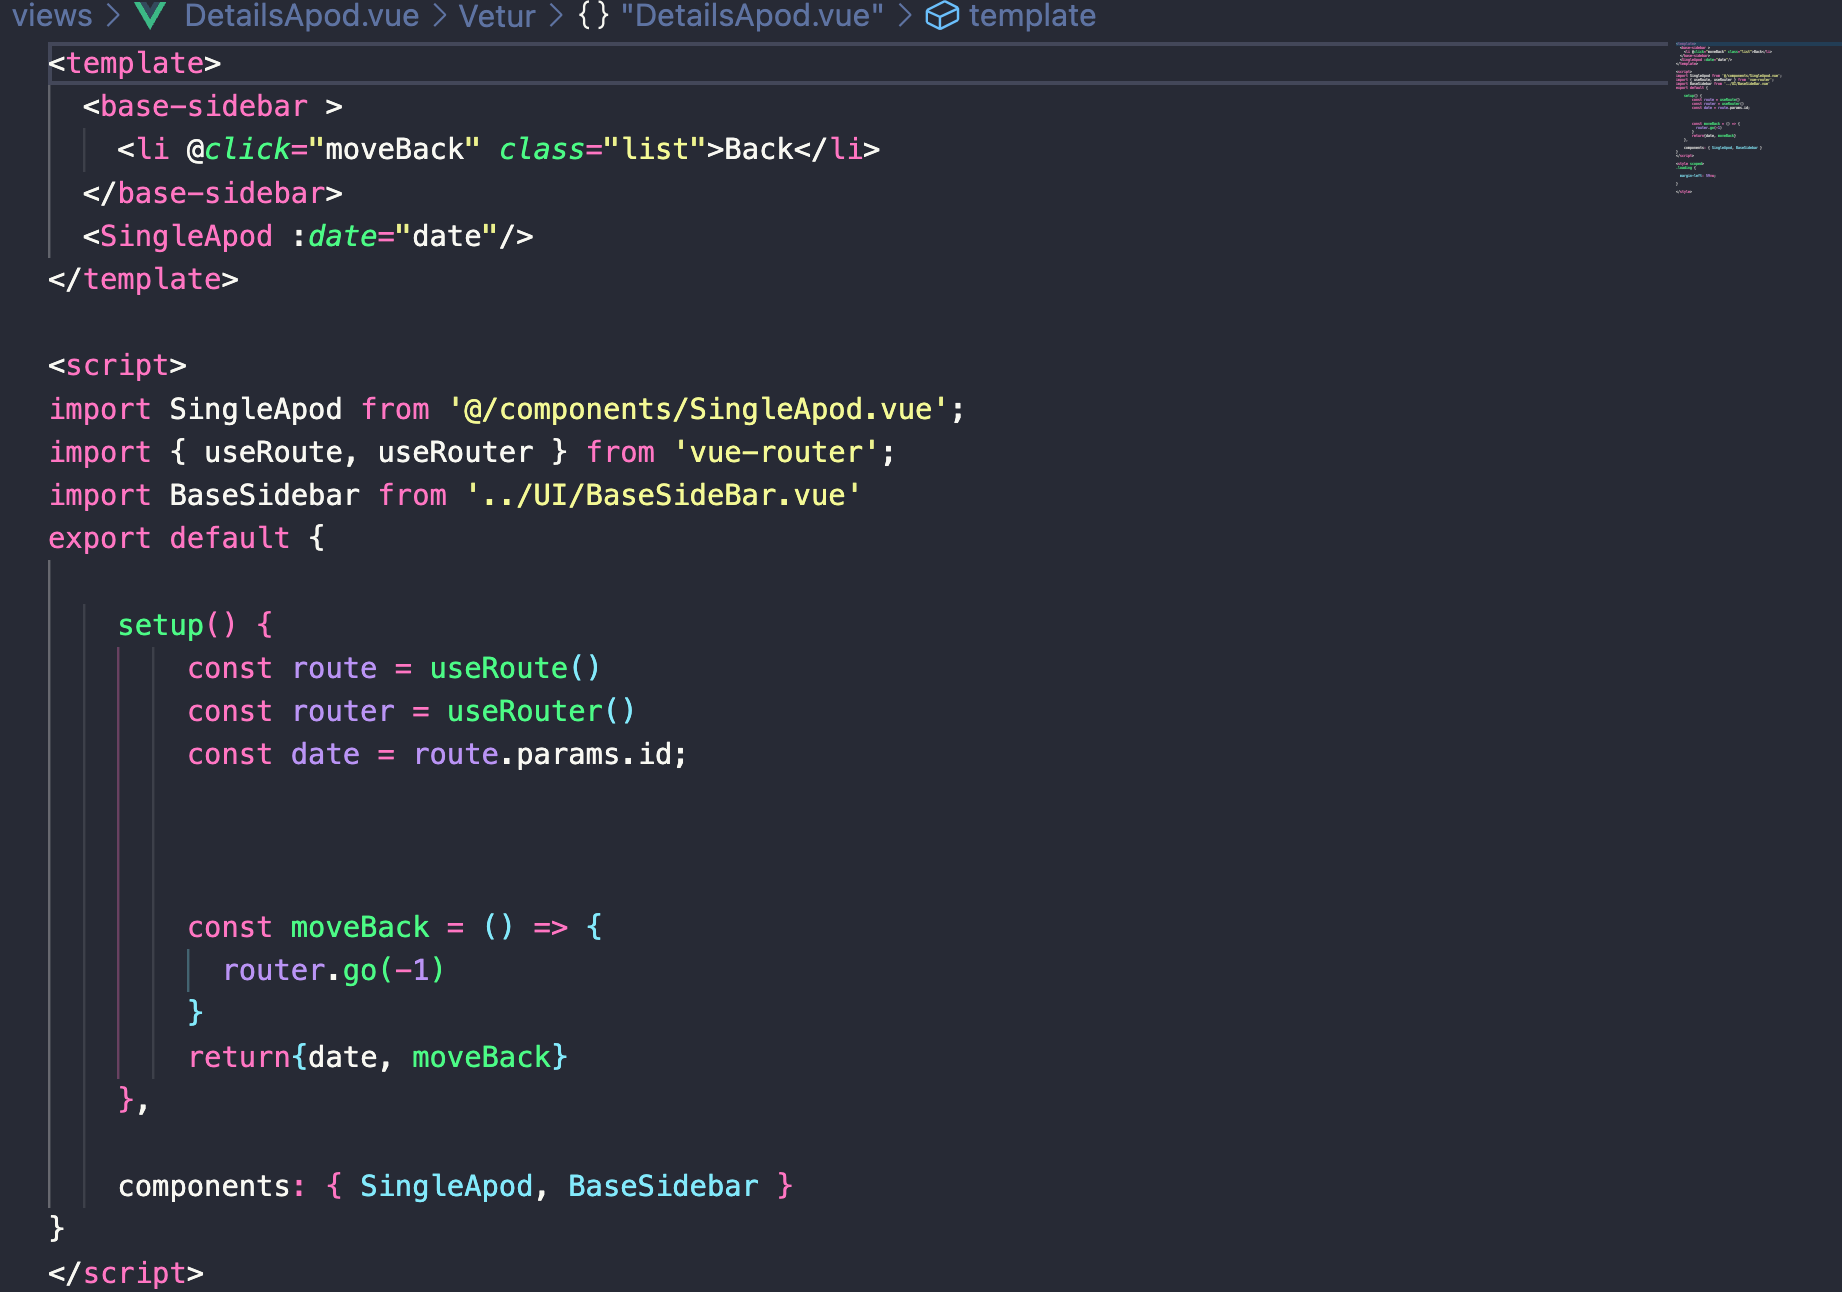 views > DetailsApod.vue > Vetur > {} "DetailsApod.vue" > template
<template>
  <base-sidebar >
    <li @click="moveBack" class="list">Back</li>
  </base-sidebar>
  <SingleApod :date="date"/>
</template>

<script>
import SingleApod from '@/components/SingleApod.vue';
import { useRoute, useRouter } from 'vue-router';
import BaseSidebar from '../UI/BaseSideBar.vue'
export default {

    setup() {
        const route = useRoute()
        const router = useRouter()
        const date = route.params.id;

        const moveBack = () => {
          router.go(-1)
        }
        return{date, moveBack}
    },

    components: { SingleApod, BaseSidebar }
}
</script>